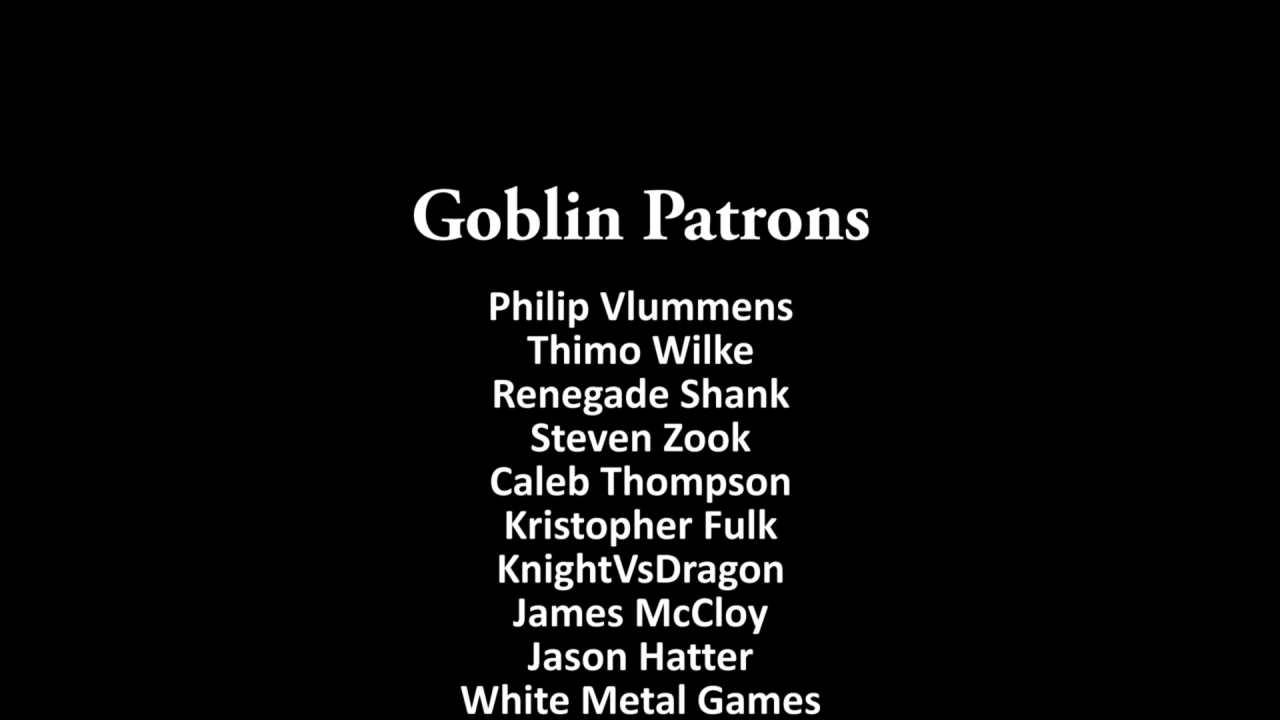 Goblin Patrons
Philip Vlummens
Thimo Wilke
Renegade Shank
Steven Zook
Caleb Thompson
Kristopher Fulk
KnightVsDragon
James McCloy
Jason Hatter
White Metal Games